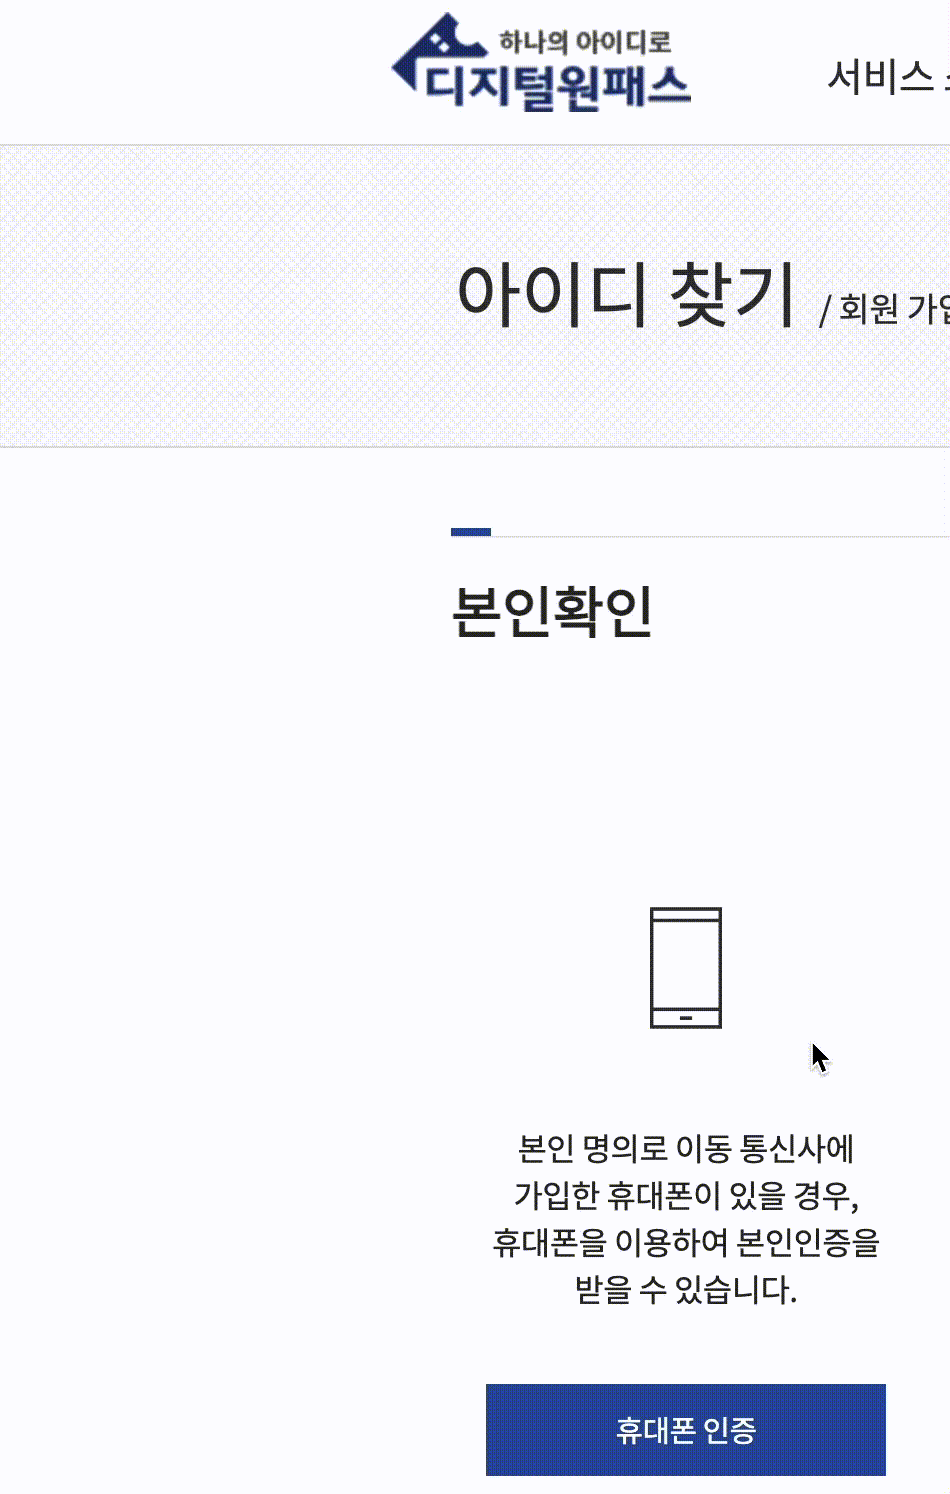 하나의 아이디로
디지털원패스
서비스
아이디 찾기 / 회원
본인확인
본인 명의로 이동 통신사에
가입한 휴대폰이 있을 경우,
휴대폰을 이용하여 본인인증을
받을 수 있습니다.
휴대폰 인증